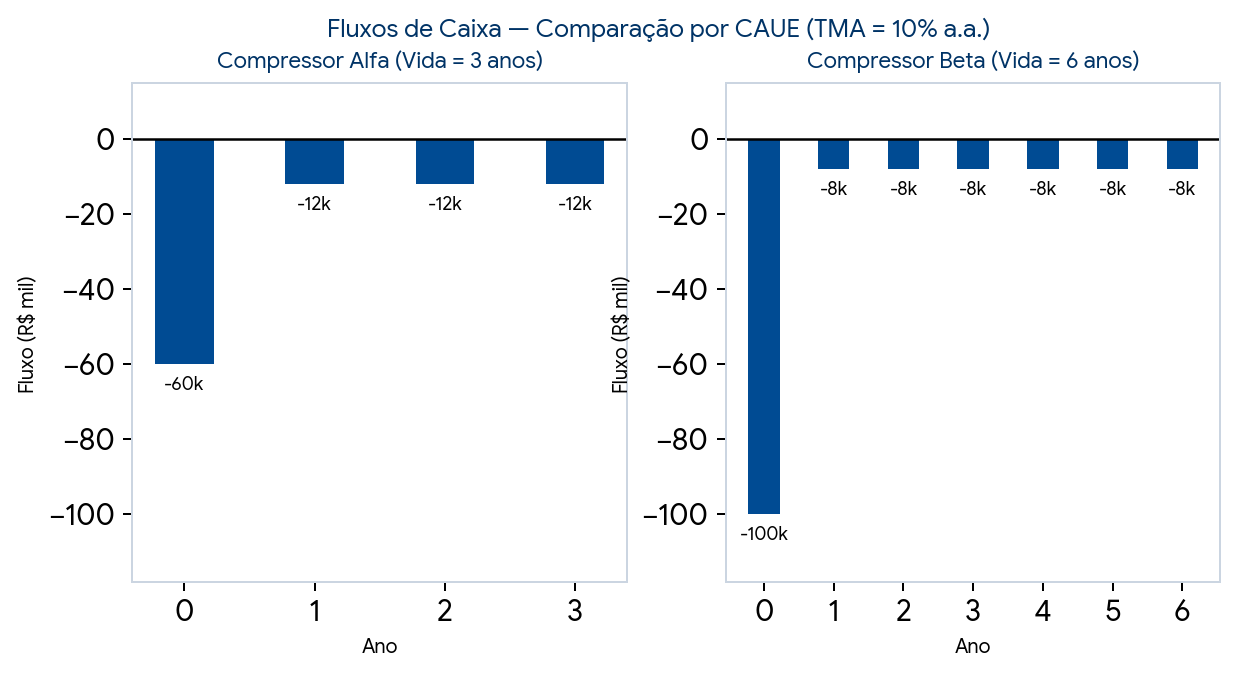 Fluxos de Caixa — Comparação por CAUE (TMA = 10% a.a.)
Compressor Alfa (Vida = 3 anos)
Fluxo (R$ mil)
0
−20
−40
−60
−80
−100
-60k
-12k
-12k
-12k
0 1 2 3
Ano
Compressor Beta (Vida = 6 anos)
Fluxo (R$ mil)
0
−20
−40
−60
−80
−100
-100k
-8k
-8k
-8k
-8k
-8k
-8k
0 1 2 3 4 5 6
Ano